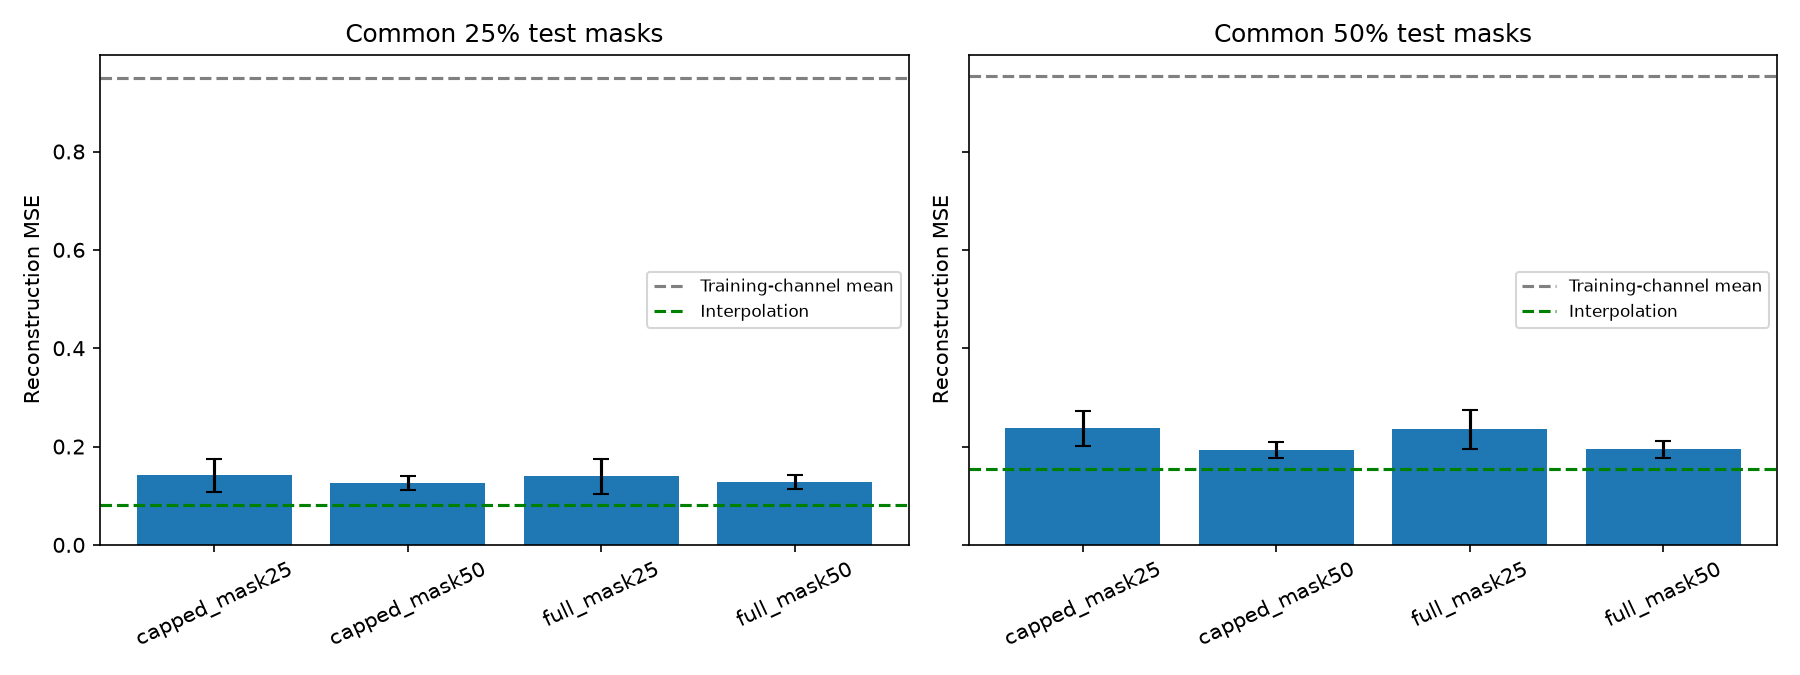 Common 25% test masks
Reconstruction MSE
0.8
0.6
0.4
0.2
0.0
Training-channel mean
Interpolation
capped_mask25
capped_mask50
full_mask25
full_mask50
Common 50% test masks
Reconstruction MSE
Training-channel mean
Interpolation
capped_mask25
capped_mask50
full_mask25
full_mask50